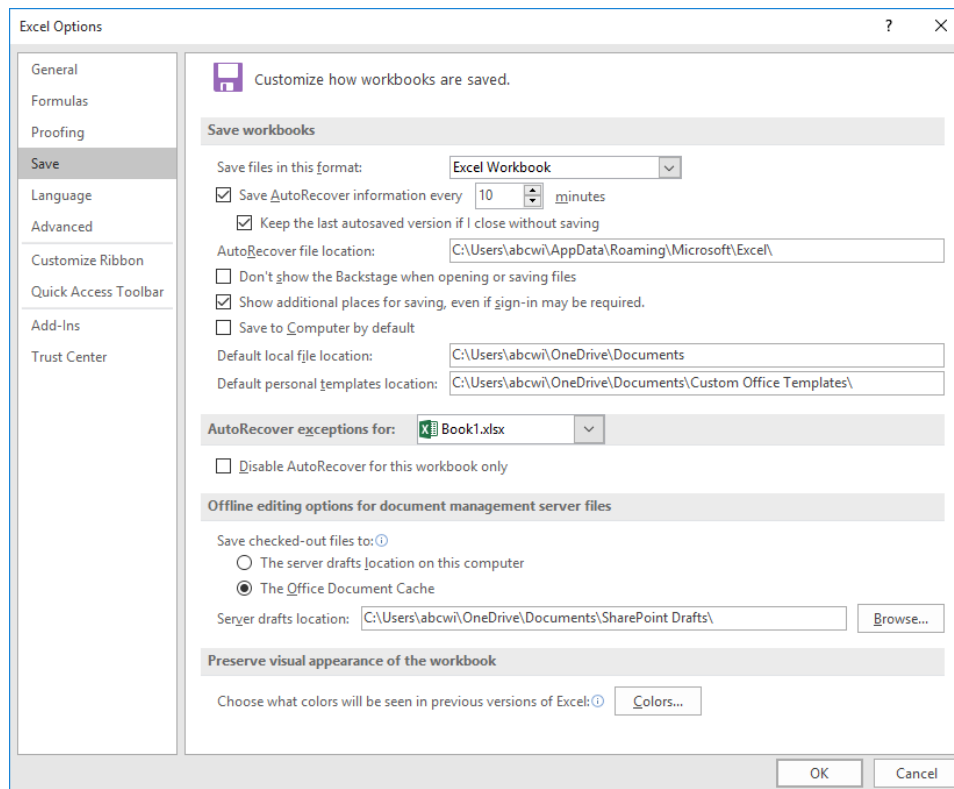 Excel Options
?
General
Formulas
Proofing
Save
Language
Advanced
Customize Ribbon
Quick Access Toolbar
Add-Ins
Trust Center
Customize how workbooks are saved.
Save workbooks
Save files in this format: Excel Workbook
Save AutoRecover information every 10 minutes
Keep the last autosaved version if I close without saving
AutoRecover file location: C:\Users\abcwi\AppData\Roaming\Microsoft\Excel\
Don't show the Backstage when opening or saving files
Show additional places for saving, even if sign-in may be required.
Save to Computer by default
Default local file location: C:\Users\abcwi\OneDrive\Documents
Default personal templates location: C:\Users\abcwi\OneDrive\Documents\Custom Office Templates\
AutoRecover exceptions for: Book1.xlsx
Disable AutoRecover for this workbook only
Offline editing options for document management server files
Save checked-out files to:
The server drafts location on this computer
The Office Document Cache
Server drafts location: C:\Users\abcwi\OneDrive\Documents\SharePoint Drafts\ Browse...
Preserve visual appearance of the workbook
Choose what colors will be seen in previous versions of Excel: Colors...
OK Cancel